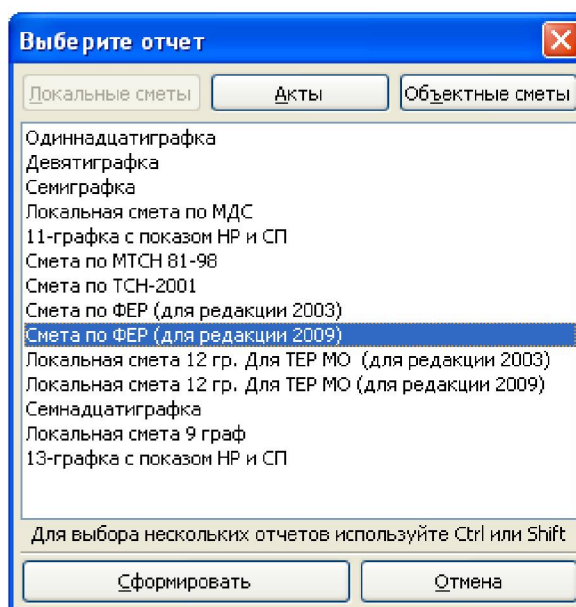 Выберите отчет
Локальные сметы Акты Объектные сметы
Одиннадцатиграфка
Девятиграфка
Семиграфка
Локальная смета по МДС
11-графка с показом НР и СП
Смета по МТСН 81-98
Смета по ТСН-2001
Смета по ФЕР (для редакции 2003)
Смета по ФЕР (для редакции 2009)
Локальная смета 12 гр. Для ТЕР МО (для редакции 2003)
Локальная смета 12 гр. Для ТЕР МО (для редакции 2009)
Семнадцатиграфка
Локальная смета 9 граф
13-графка с показом НР и СП
Для выбора нескольких отчетов используйте Ctrl или Shift
Сформировать Отмена